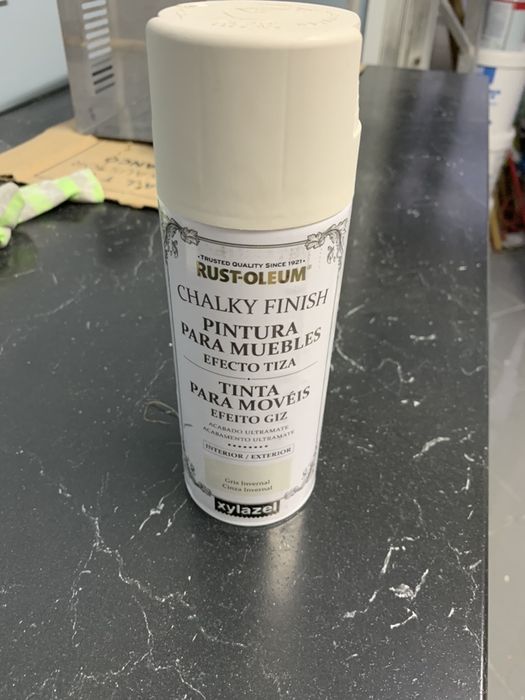 • TRUSTED QUALITY SINCE 1921 •
RUST-OLEUM®
CHALKY FINISH
PINTURA
PARA MUEBLES
EFECTO TIZA
TINTA
PARA MOVÉIS
EFEITO GIZ
ACABADO ULTRAMATE
ACABAMENTO ULTRAMATE
INTERIOR / EXTERIOR
Gris Invernal
Cinza Invernal
xylazel